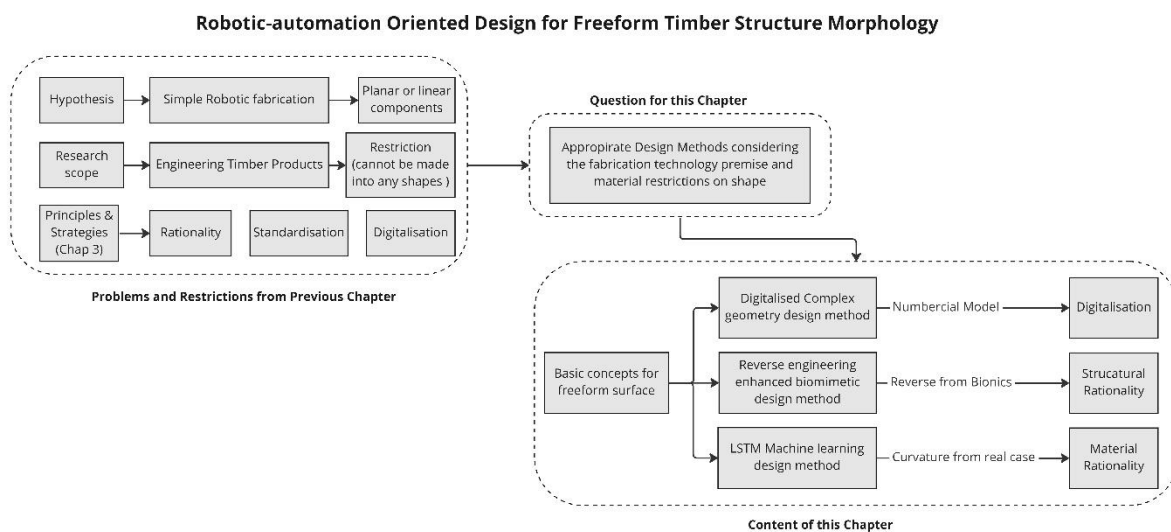 Robotic-automation Oriented Design for Freeform Timber Structure Morphology
Hypothesis
Simple Robotic fabrication
Planar or linear
components
Research
scope
Engineering Timber Products
Restriction
(cannot be made
into any shapes )
Principles &
Strategies
(Chap 3)
Rationality
Standardisation
Digitalisation
Problems and Restrictions from Previous Chapter
Question for this Chapter
Appropirate Design Methods considering
the fabrication technology premise and
material restrictions on shape
Basic concepts for
freeform surface
Digitalised Complex
geometry design method
Numbercial Model
Digitalisation
Reverse engineering
enhanced biomimetic
design method
Reverse from Bionics
Strucatural
Rationality
LSTM Machine learning
design method
Curvature from real case
Material
Rationality
Content of this Chapter